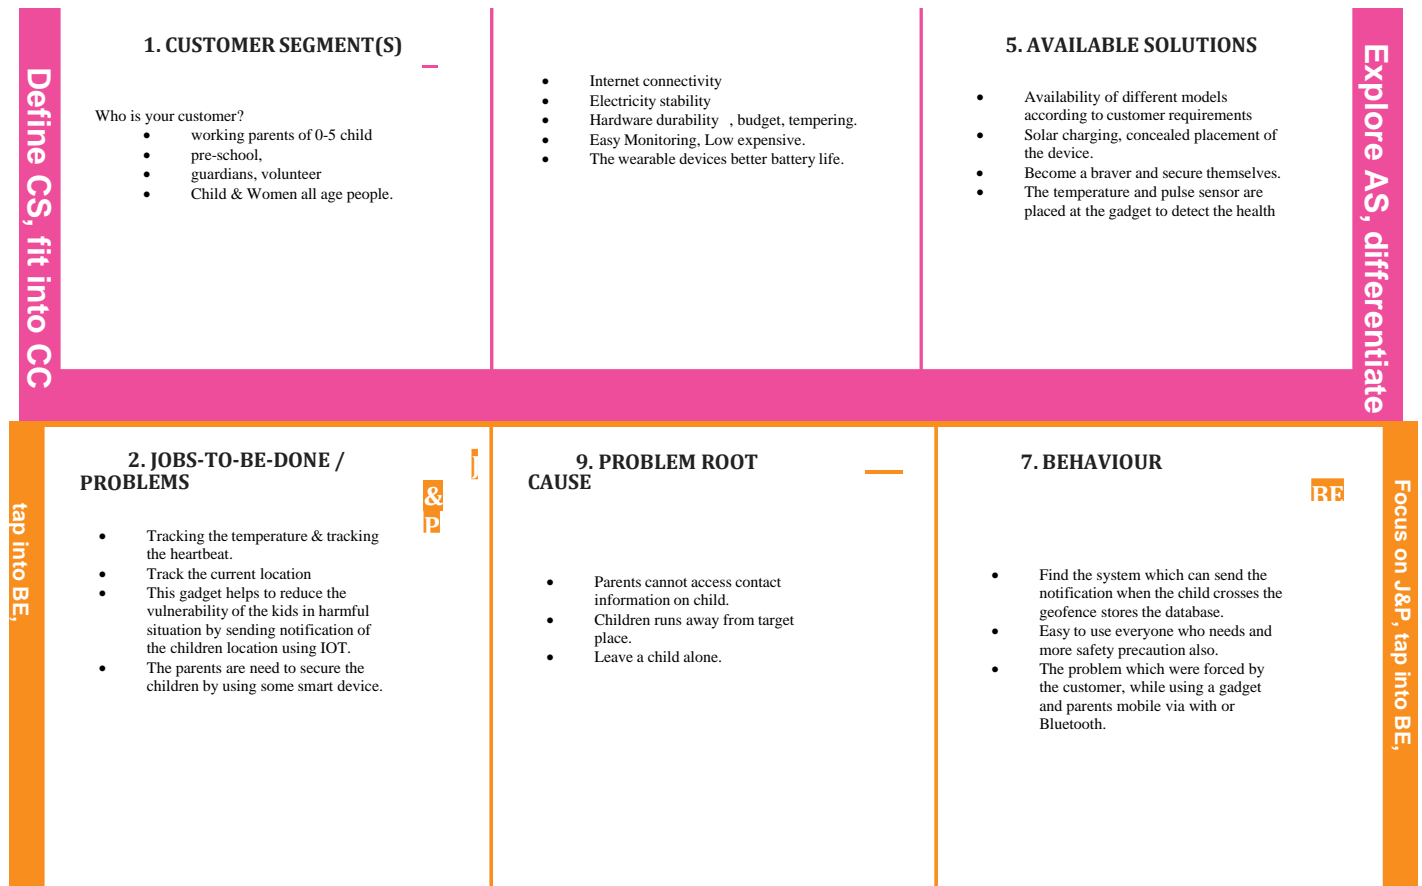 Define CS, fit into CC
1. CUSTOMER SEGMENT(S)
Who is your customer?
• working parents of 0-5 child
• pre-school,
• guardians, volunteer
• Child & Women all age people.
• Internet connectivity
• Electricity stability
• Hardware durability , budget, tempering.
• Easy Monitoring, Low expensive.
• The wearable devices better battery life.
5. AVAILABLE SOLUTIONS
• Availability of different models
according to customer requirements
• Solar charging, concealed placement of
the device.
• Become a braver and secure themselves.
• The temperature and pulse sensor are
placed at the gadget to detect the health
Explore AS, differentiate
tap into BE,
2. JOBS-TO-BE-DONE /
PROBLEMS
& 
P
• Tracking the temperature & tracking
the heartbeat.
• Track the current location
• This gadget helps to reduce the
vulnerability of the kids in harmful
situation by sending notification of
the children location using IOT.
• The parents are need to secure the
children by using some smart device.
9. PROBLEM ROOT
CAUSE
• Parents cannot access contact
information on child.
• Children runs away from target
place.
• Leave a child alone.
7. BEHAVIOUR
BE
• Find the system which can send the
notification when the child crosses the
geofence stores the database.
• Easy to use everyone who needs and
more safety precaution also.
• The problem which were forced by
the customer, while using a gadget
and parents mobile via with or
Bluetooth.
Focus on J&P, tap into BE,